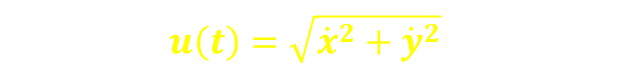 u(t) = √(ẋ² + ẏ²)